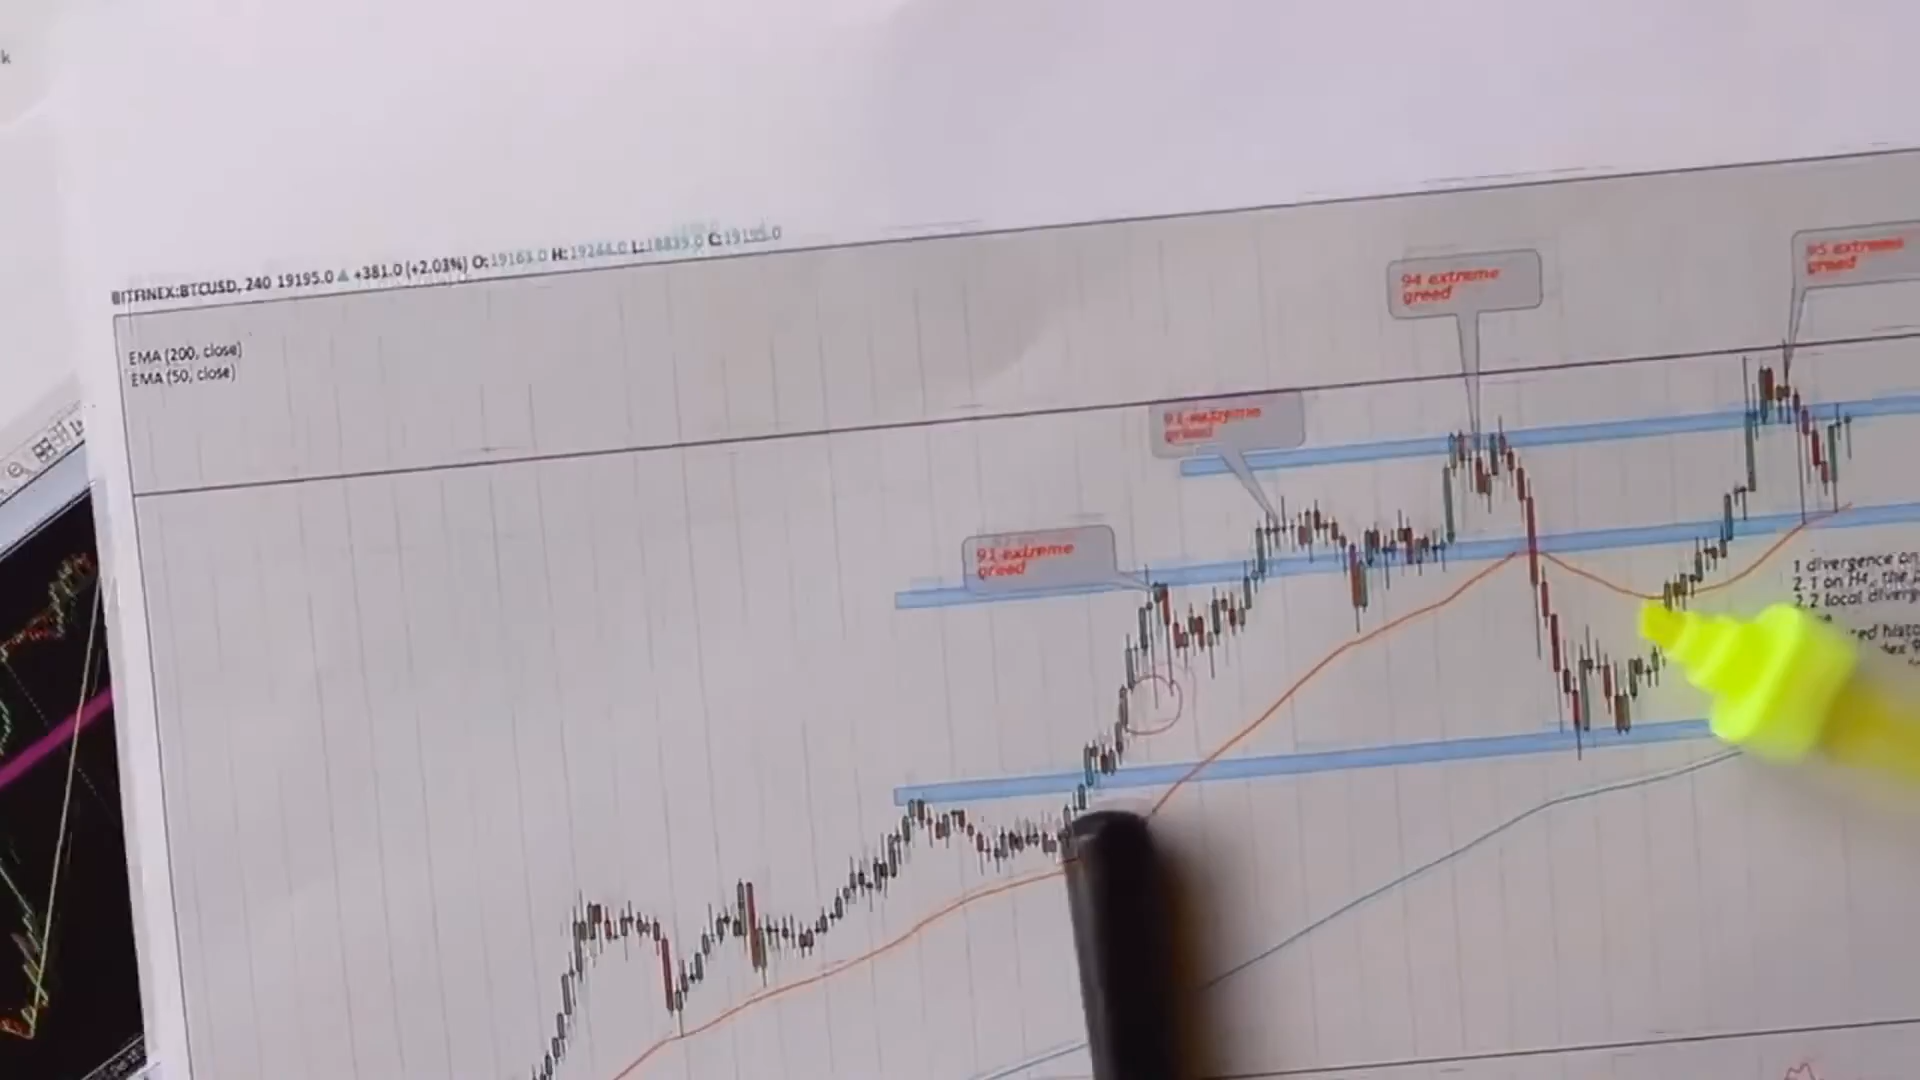 k
BITFINEX:BTCUSD, 240 19195.0 ▲ +381.0 (+2.03%) O:19163.0 H:19244.0 L:18839.0 C:19195.0
EMA (200, close)
EMA (50, close)
95 extreme
greed
94 extreme
greed
91 extreme
greed
91 extreme
greed
1 divergence on
2.1 on H4, the
2.2 local diverg